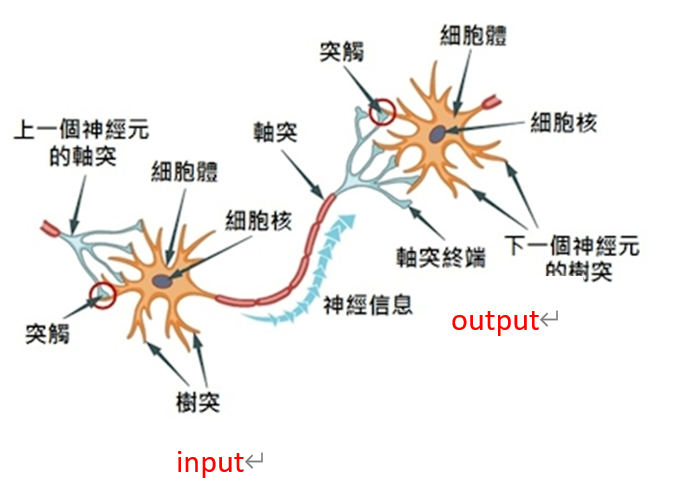 突觸
細胞體
細胞核
上一個神經元
的軸突
軸突
細胞體
細胞核
軸突終端
下一個神經元
的樹突
神經信息
突觸
樹突
output
input